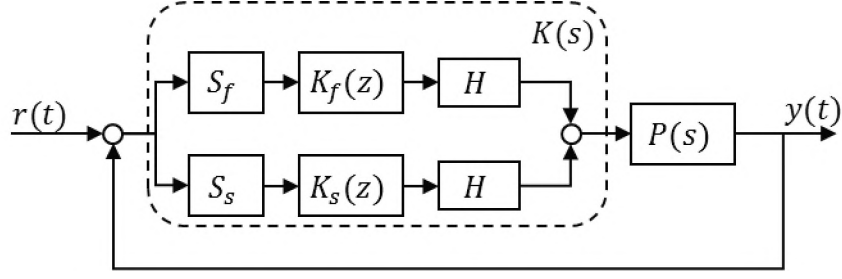 K(s)
S_f K_f(z) H
r(t) P(s) y(t)
S_s K_s(z) H